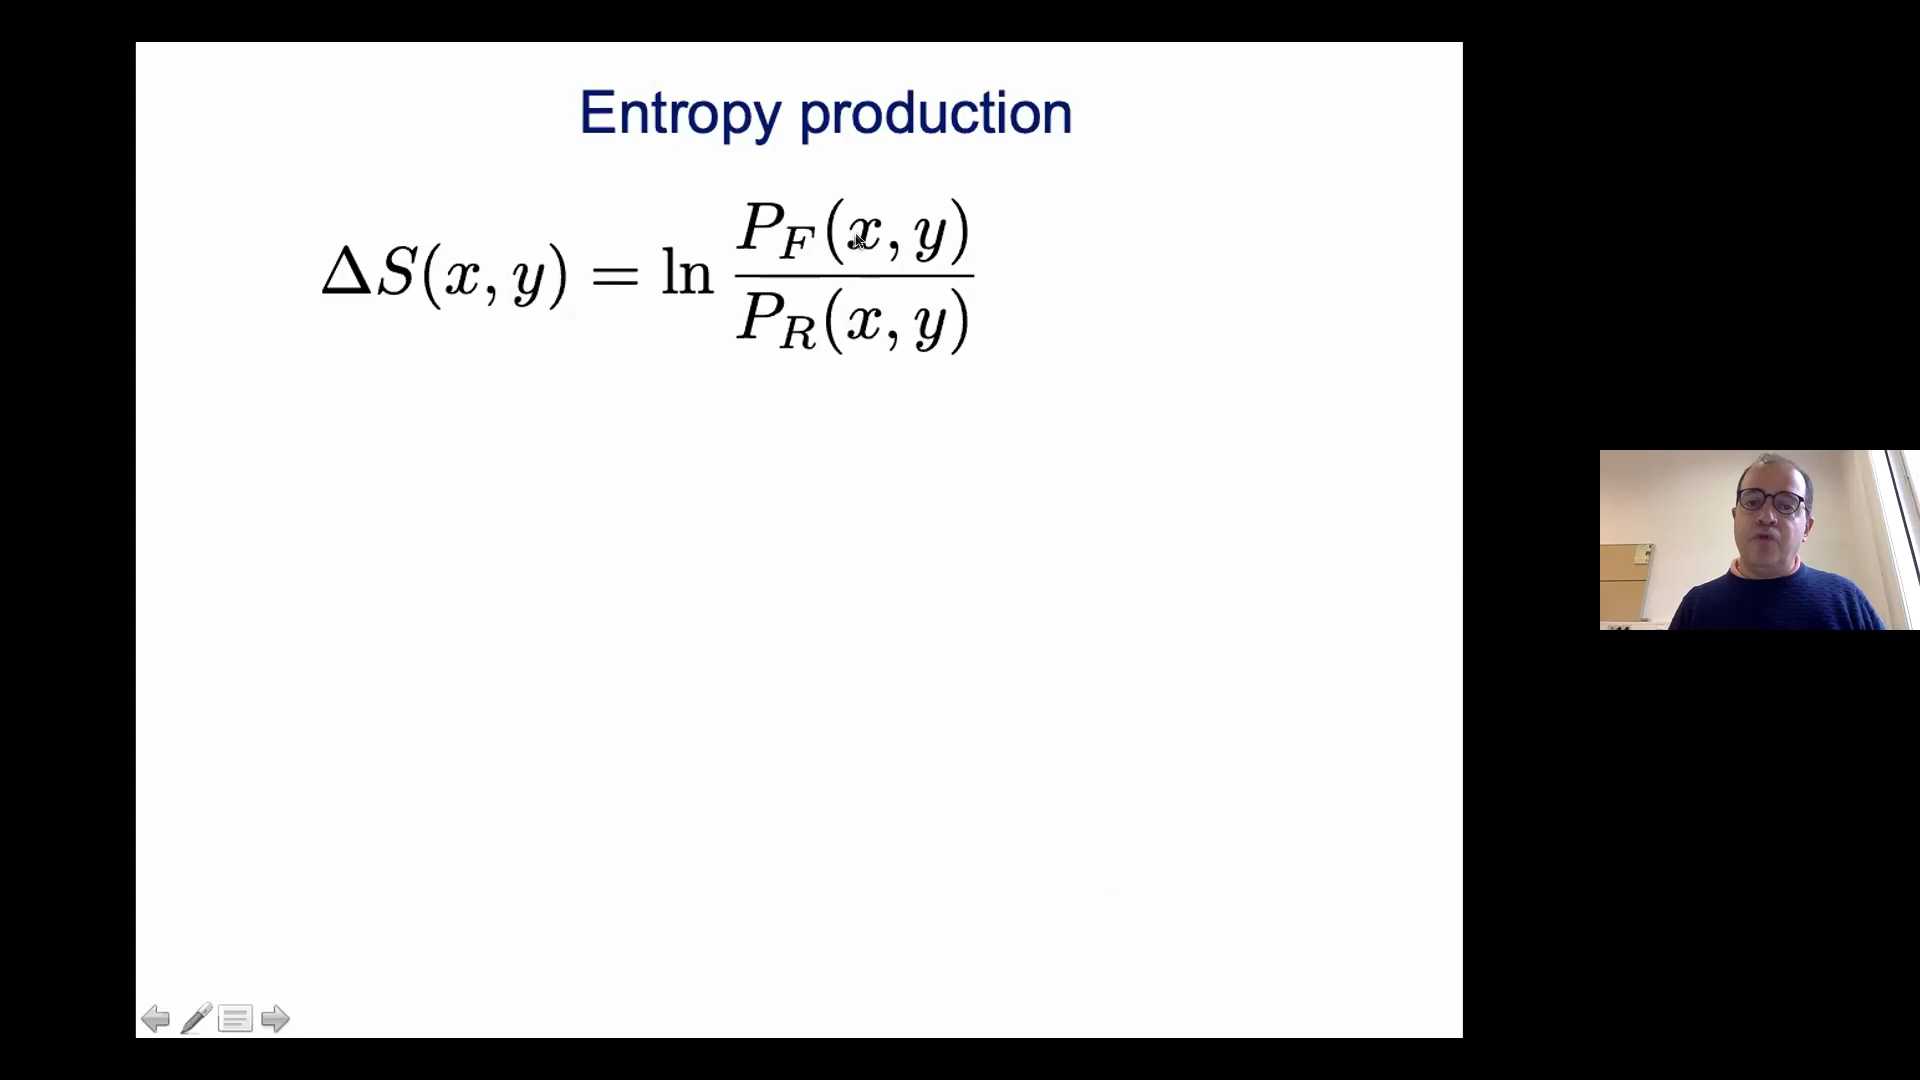 Entropy production
ΔS(x, y) = ln P_F(x, y) / P_R(x, y)